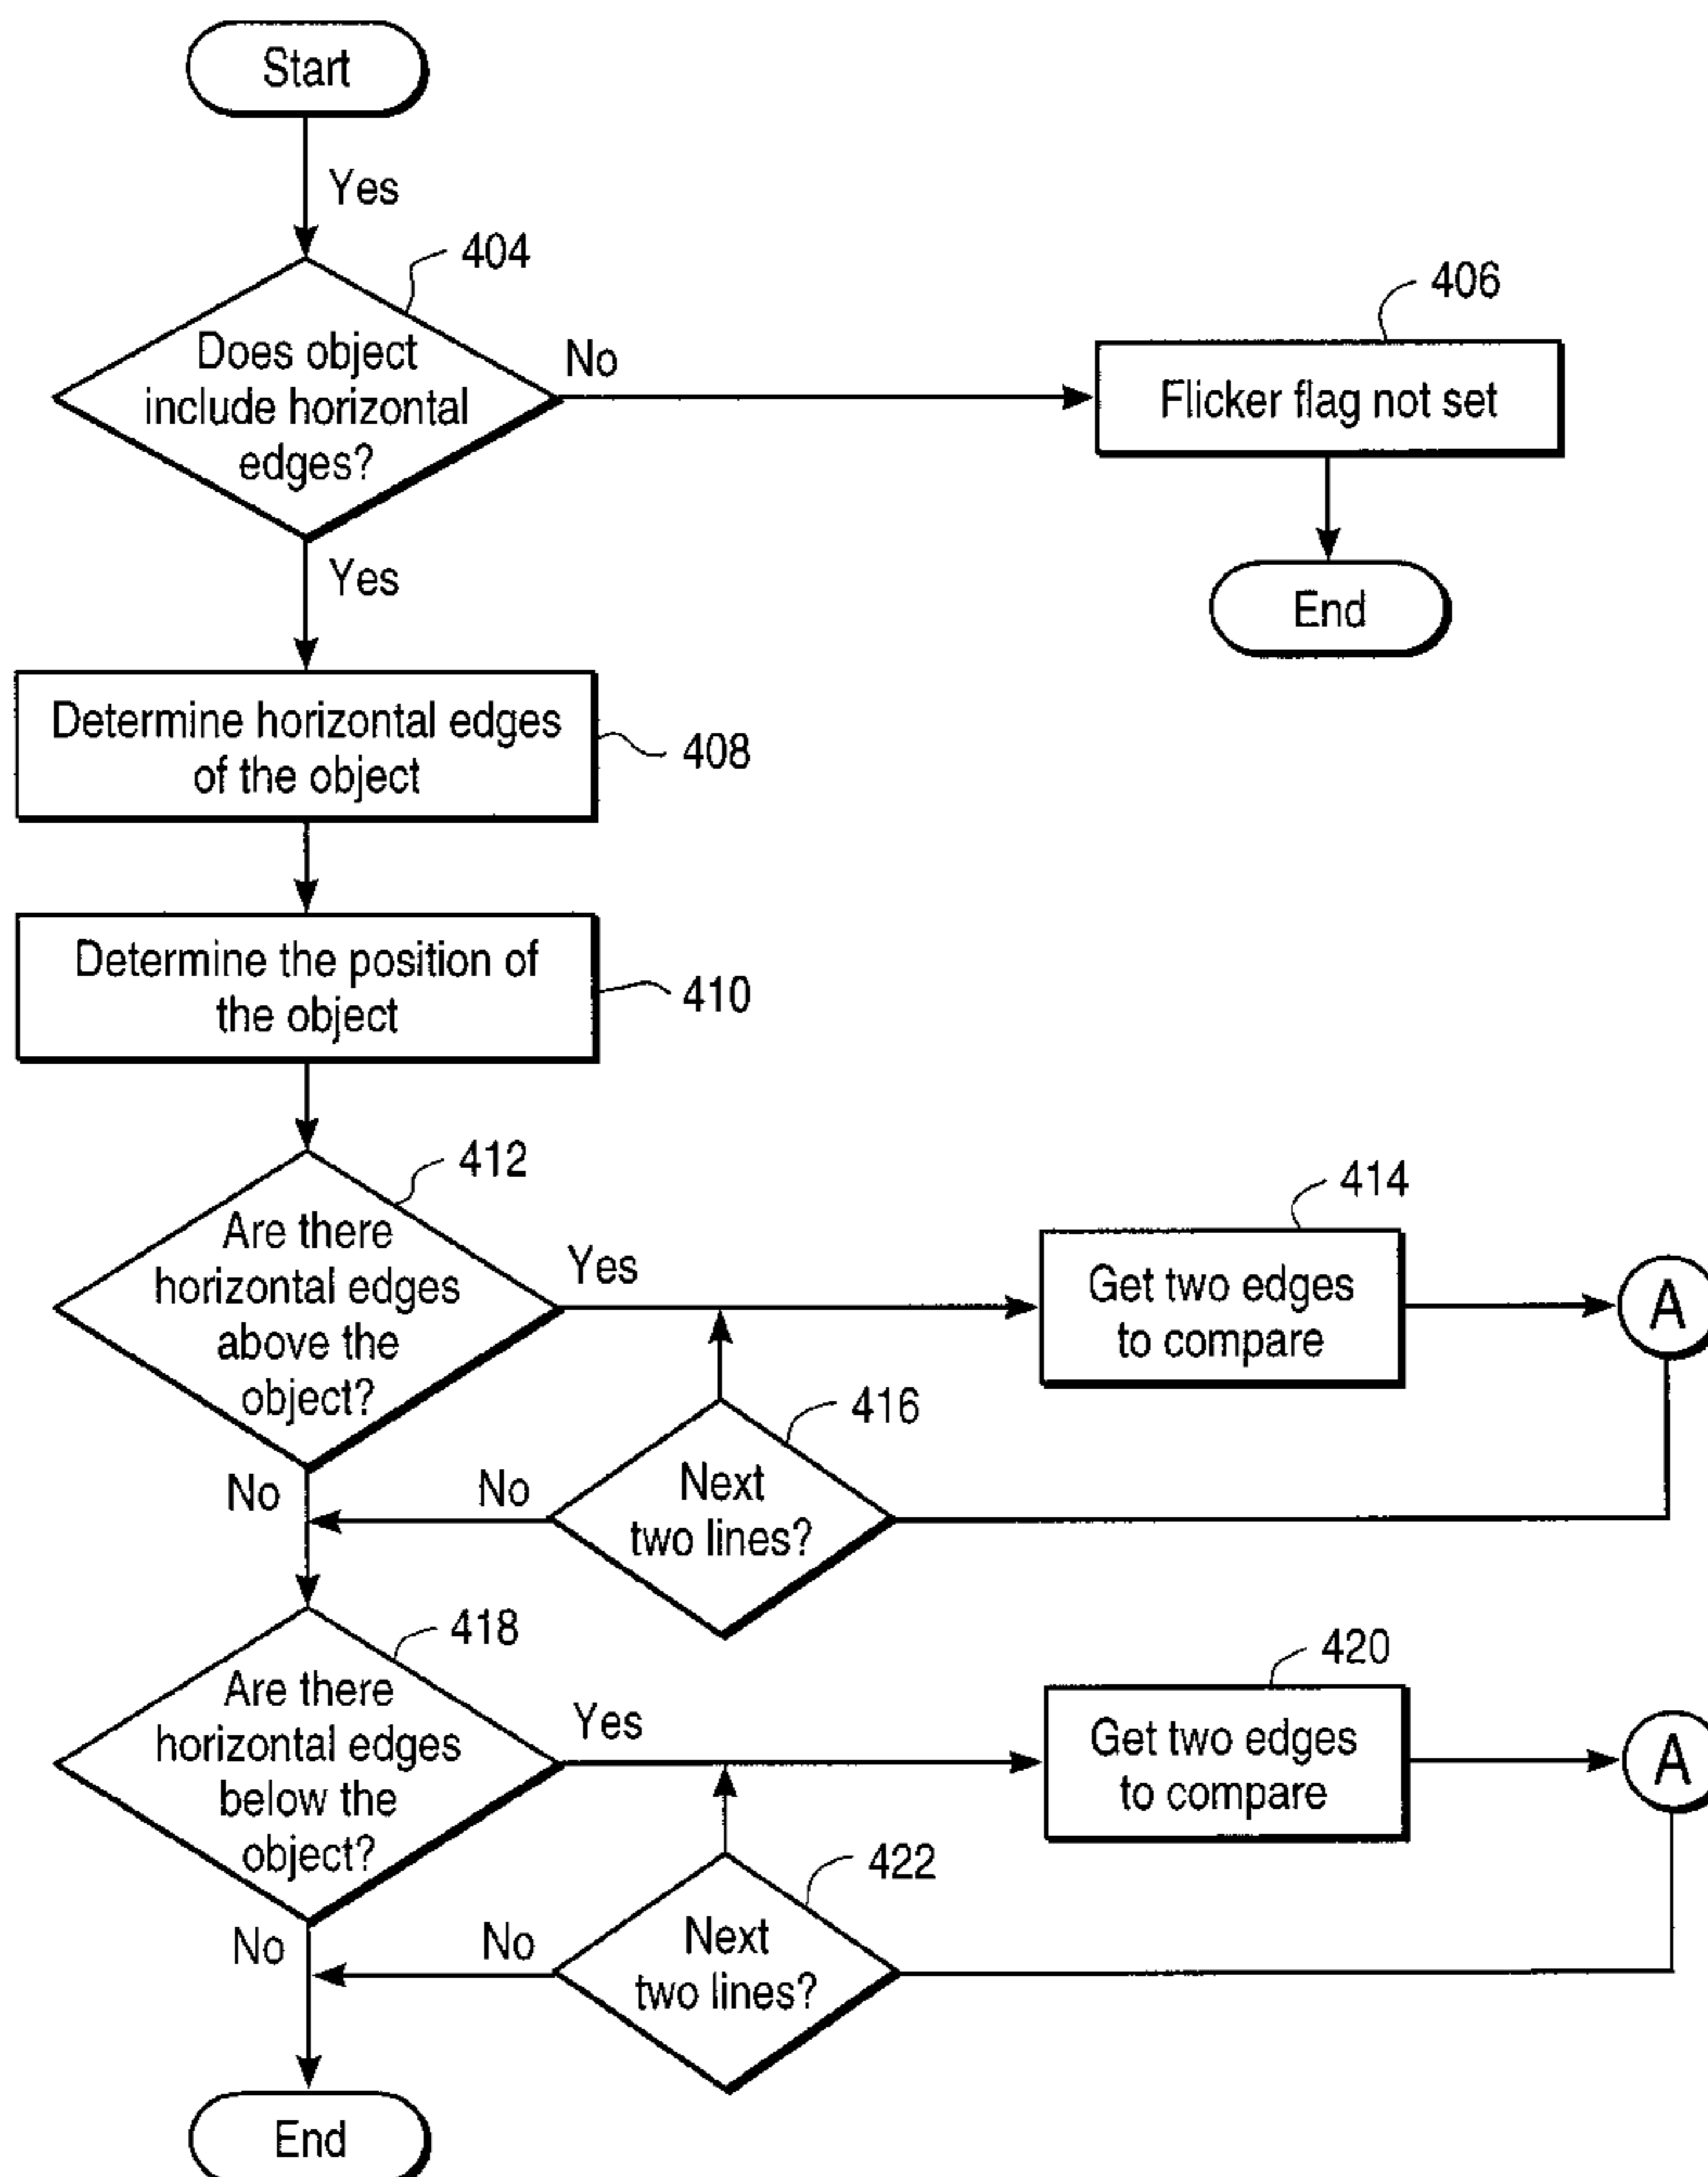 Start
Yes
404
Does object
include horizontal
edges?
No
406
Flicker flag not set
End
Yes
Determine horizontal edges
of the object
408
Determine the position of
the object
410
412
Are there
horizontal edges
above the
object?
Yes
414
Get two edges
to compare
A
No
416
Next
two lines?
No
418
Are there
horizontal edges
below the
object?
Yes
420
Get two edges
to compare
A
No
422
Next
two lines?
No
End